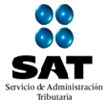 SAT
Servicio de Administración
Tributaria